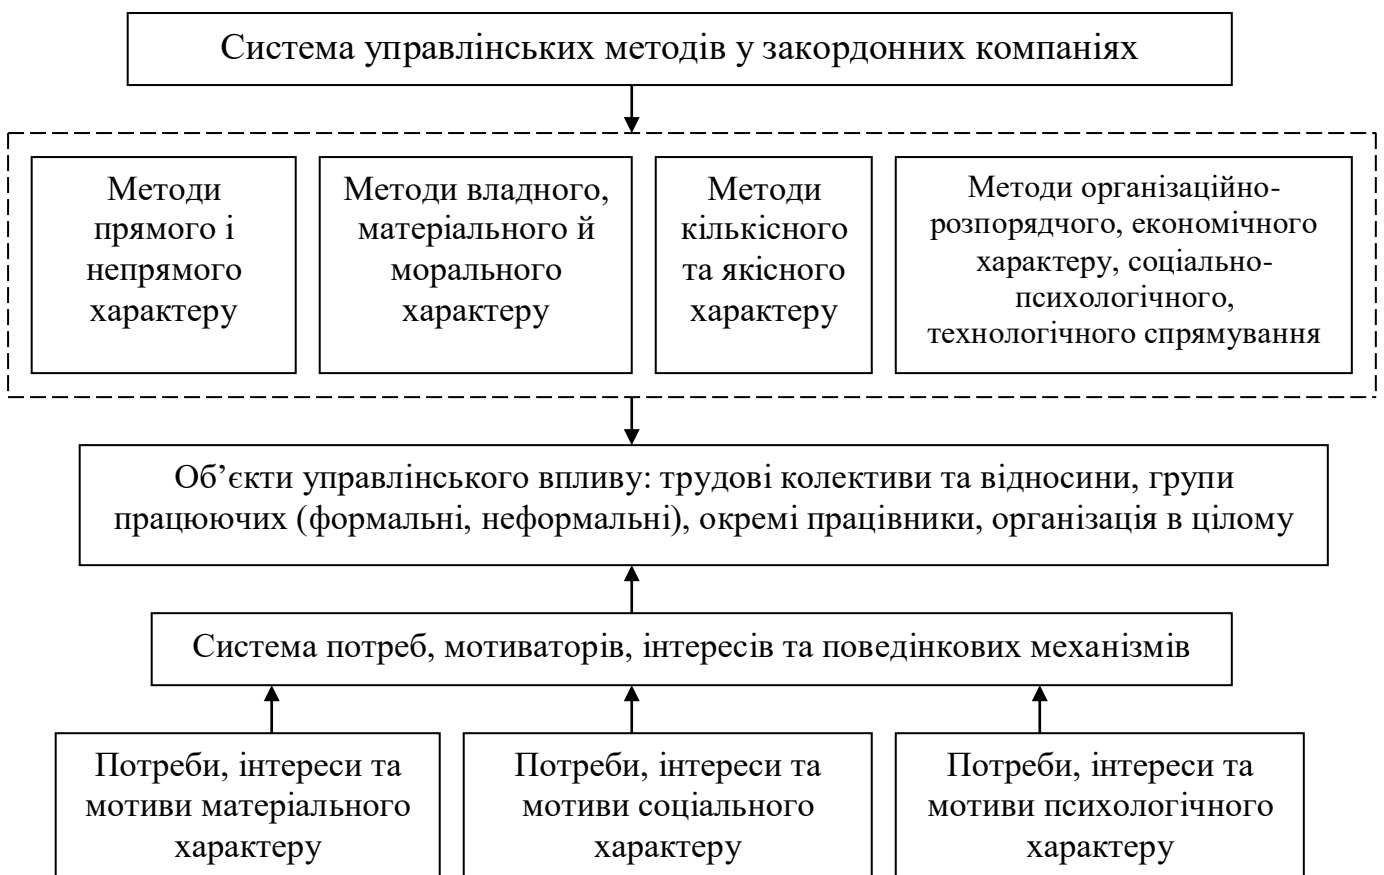 Система управлінських методів у закордонних компаніях
Методи
прямого і
непрямого
характеру
Методи владного,
матеріального й
морального
характеру
Методи
кількісного
та якісного
характеру
Методи організаційно-
розпорядчого, економічного
характеру, соціально-
психологічного,
технологічного спрямування
Об’єкти управлінського впливу: трудові колективи та відносини, групи
працюючих (формальні, неформальні), окремі працівники, організація в цілому
Система потреб, мотиваторів, інтересів та поведінкових механізмів
Потреби, інтереси та
мотиви матеріального
характеру
Потреби, інтереси та
мотиви соціального
характеру
Потреби, інтереси та
мотиви психологічного
характеру